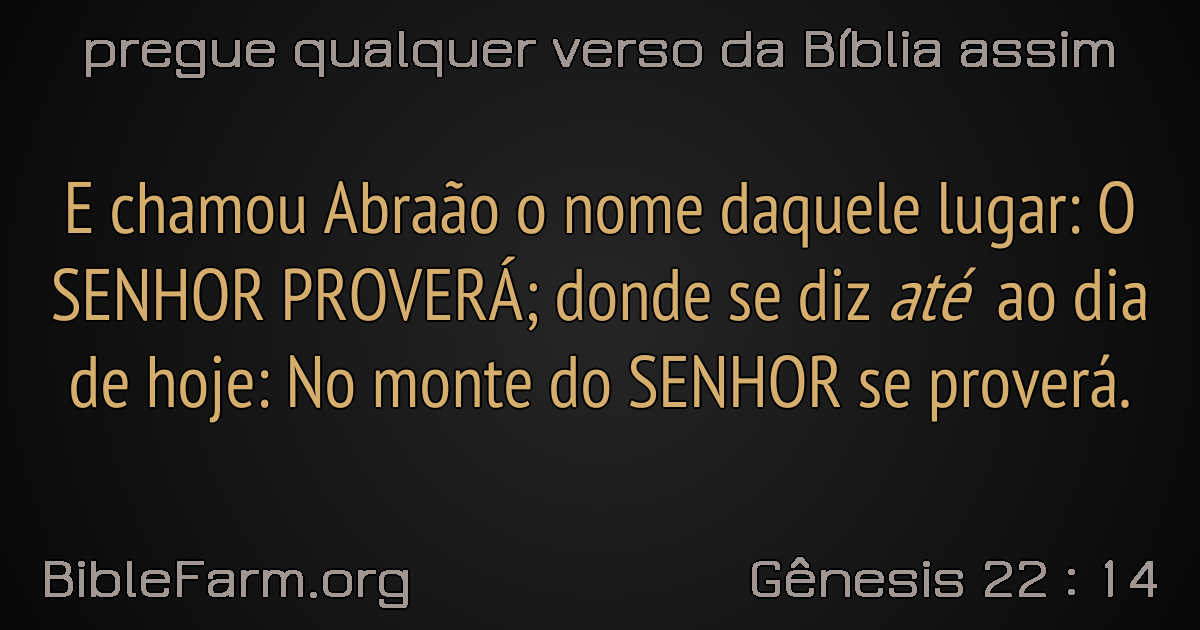 pregue qualquer verso da Bíblia assim
E chamou Abraão o nome daquele lugar: O
SENHOR PROVERÁ; donde se diz até ao dia
de hoje: No monte do SENHOR se proverá.
BibleFarm.org
Gênesis 22 : 14